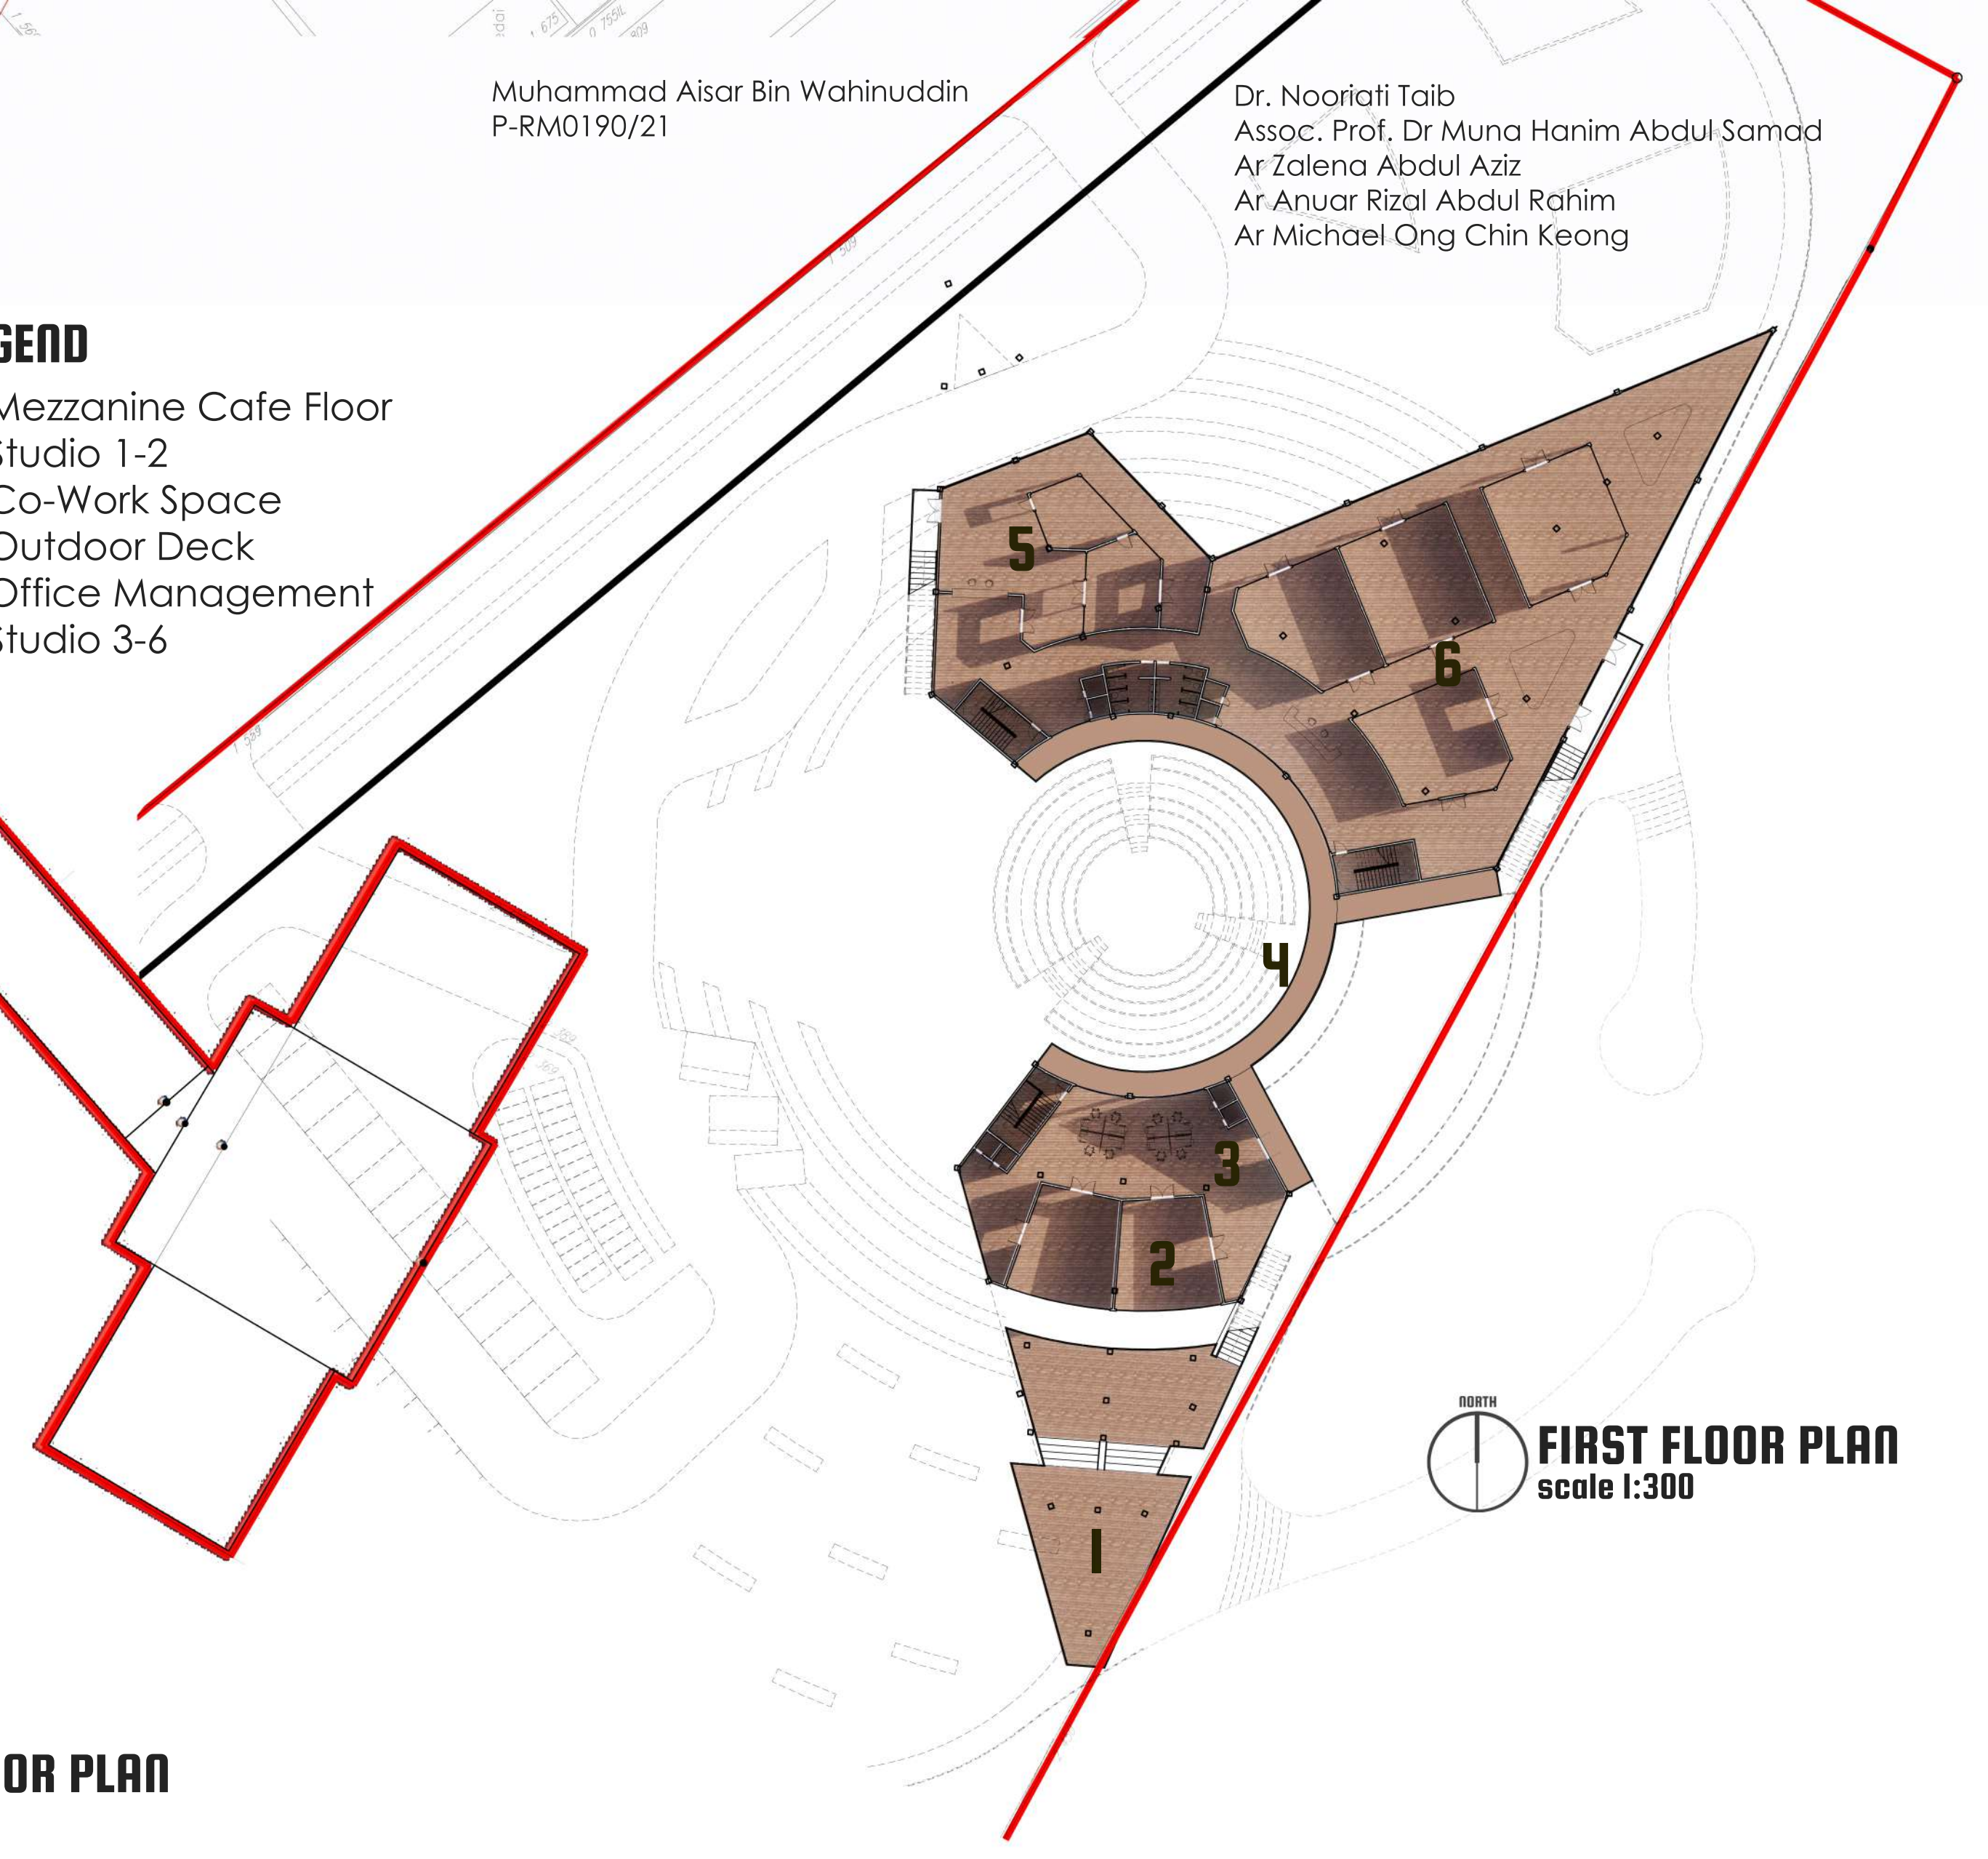 Muhammad Aisar Bin Wahinuddin
P-RM0190/21
Dr. Nooriati Taib
Assoc. Prof. Dr Muna Hanim Abdul Samad
Ar Zalena Abdul Aziz
Ar Anuar Rizal Abdul Rahim
Ar Michael Ong Chin Keong
GEND
Mezzanine Cafe Floor
Studio 1-2
Co-Work Space
Outdoor Deck
Office Management
Studio 3-6
5
6
4
3
2
1
NORTH
FIRST FLOOR PLAN
scale 1:300
OR PLAN